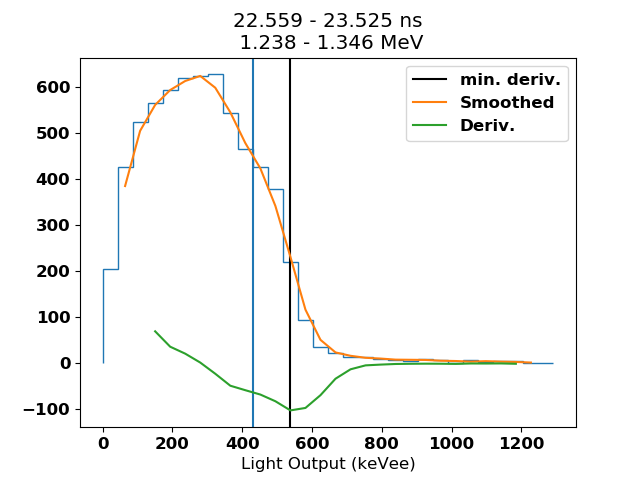 22.559 - 23.525 ns
1.238 - 1.346 MeV
min. deriv.
Smoothed
Deriv.
600
500
400
300
200
100
0
−100
0 200 400 600 800 1000 1200
Light Output (keVee)